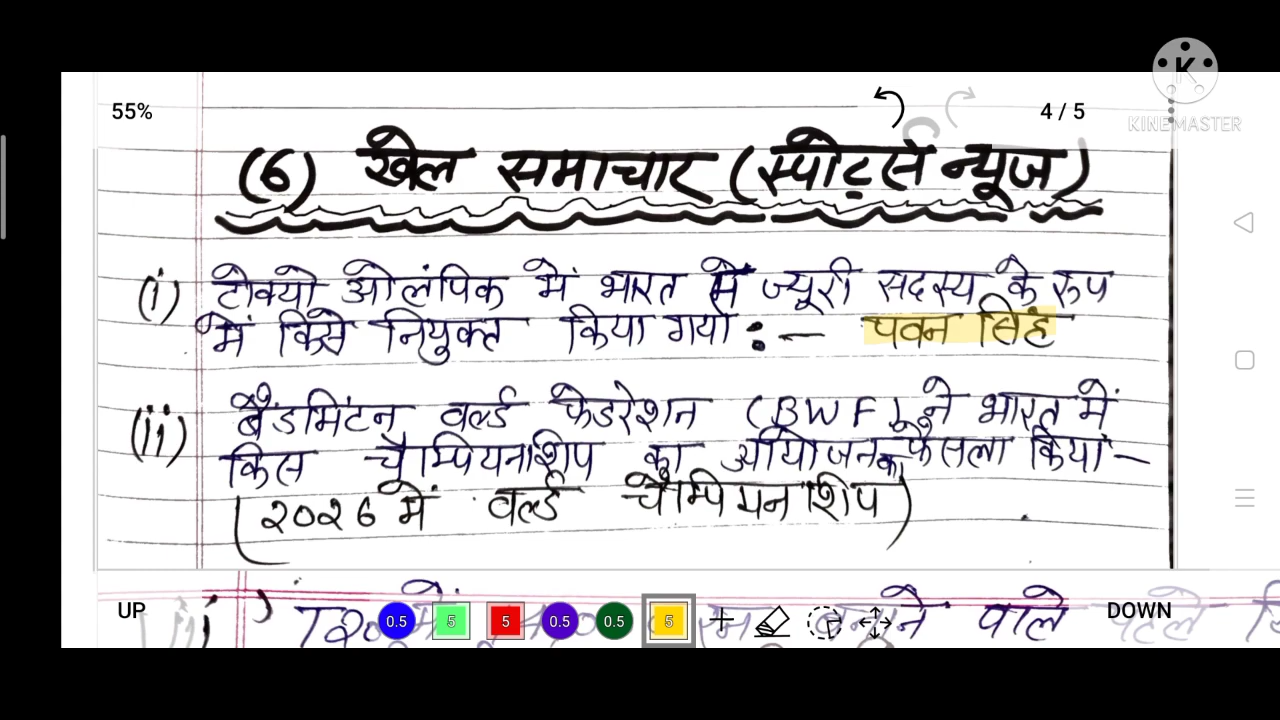 55%
4 / 5
KINEMASTER
(6) खेल समाचार (स्पोर्ट्स न्यूज)
(i) टोक्यो ओलंपिक में भारत से ज्यूरी सदस्य के रूप
में किसे नियुक्त किया गया :- पवन सिंह
(ii) बैडमिंटन वर्ल्ड फेडरेशन (BWF) ने भारत में
किस चैम्पियनशिप का आयोजन का फैसला किया -
(2026 में वर्ल्ड चैम्पियनशिप)
UP
0.5 5 5 0.5 0.5 5
DOWN
T20 में वाले